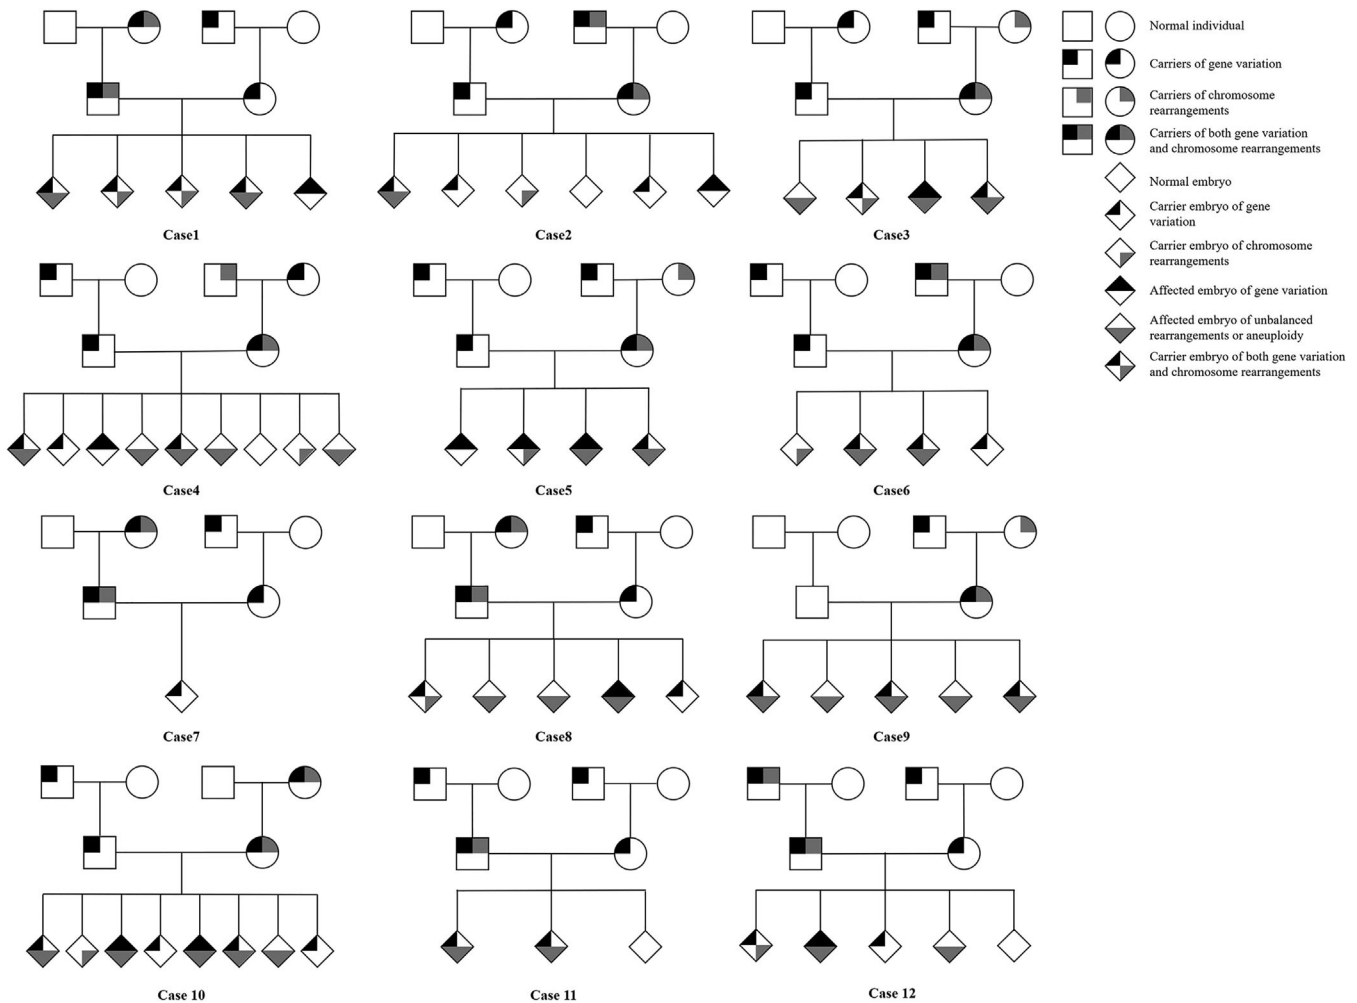 Normal individual
Carriers of gene variation
Carriers of chromosome
rearrangements
Carriers of both gene variation
and chromosome rearrangements
Normal embryo
Carrier embryo of gene
variation
Carrier embryo of chromosome
rearrangements
Affected embryo of gene variation
Affected embryo of unbalanced
rearrangements or aneuploidy
Carrier embryo of both gene variation
and chromosome rearrangements
Case1
Case2
Case3
Case4
Case5
Case6
Case7
Case8
Case9
Case 10
Case 11
Case 12